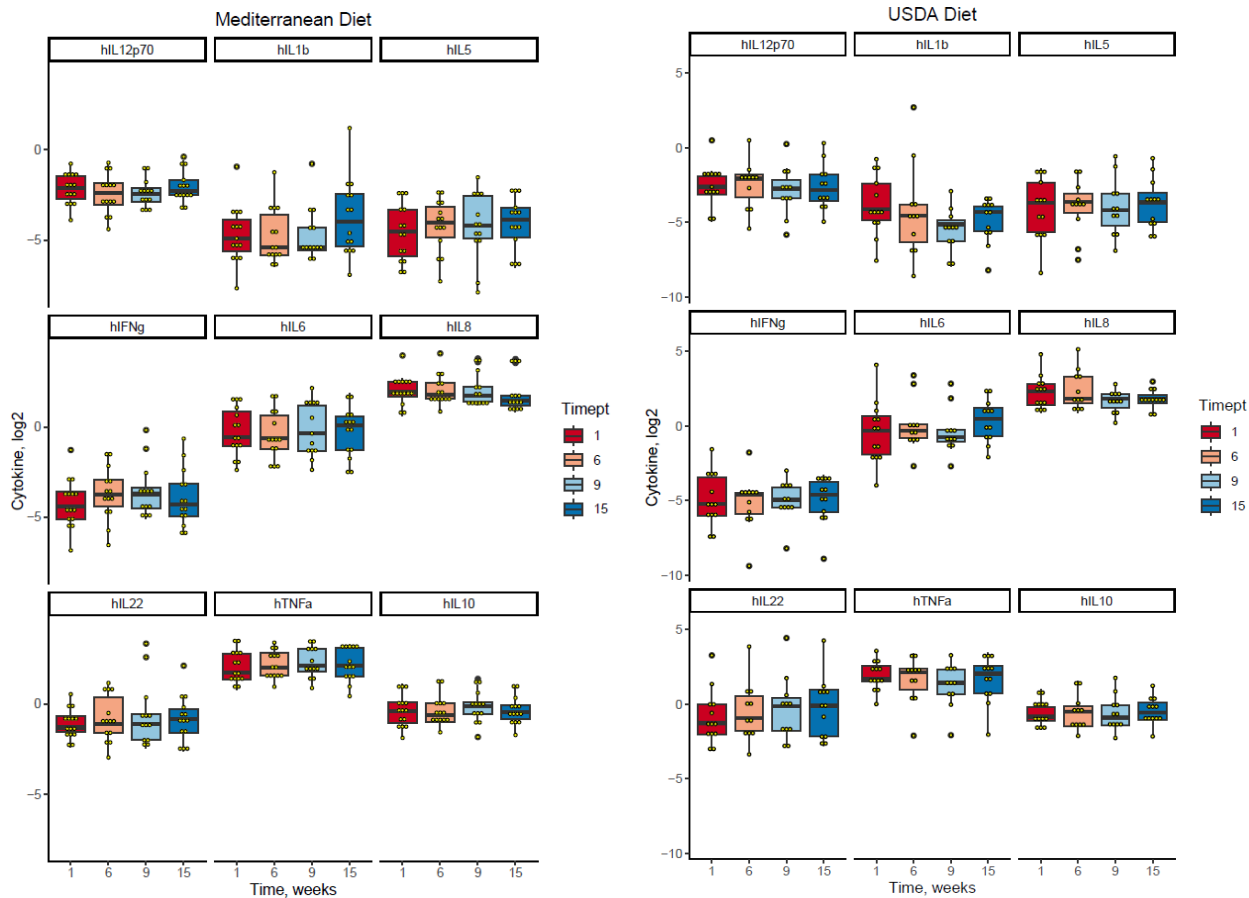 Mediterranean Diet
hIL12p70 hIL1b hIL5
0
−5
hIFNg hIL6 hIL8
0
−5
hIL22 hTNFa hIL10
0
−5
1 6 9 15 1 6 9 15 1 6 9 15
Time, weeks
Cytokine, log2
Timept
1
6
9
15
USDA Diet
hIL12p70 hIL1b hIL5
5
0
−5
−10
hIFNg hIL6 hIL8
5
0
−5
−10
hIL22 hTNFa hIL10
5
0
−5
−10
1 6 9 15 1 6 9 15 1 6 9 15
Time, weeks
Cytokine, log2
Timept
1
6
9
15